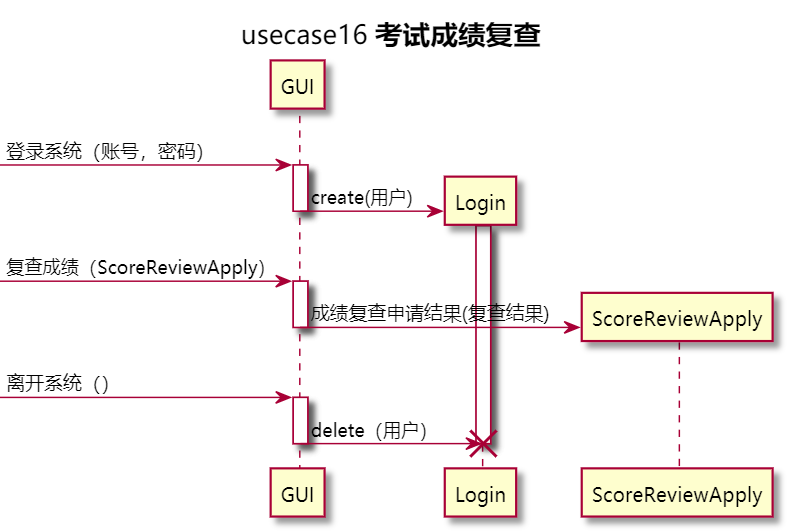 usecase16 考试成绩复查
GUI
登录系统（账号，密码）
create(用户)
Login
复查成绩（ScoreReviewApply）
成绩复查申请结果(复查结果)
ScoreReviewApply
离开系统（）
delete（用户）
GUI
Login
ScoreReviewApply